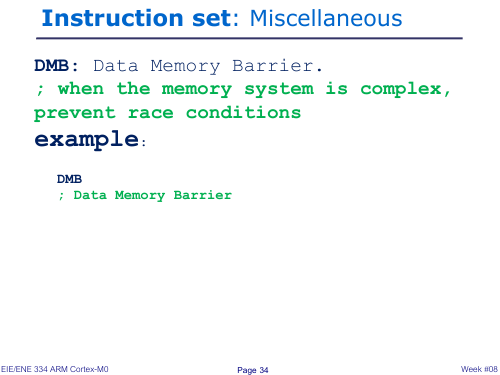 Instruction set: Miscellaneous
DMB: Data Memory Barrier.
; when the memory system is complex,
prevent race conditions
example:
DMB
; Data Memory Barrier
EIE/ENE 334 ARM Cortex-M0
Page 34
Week #08